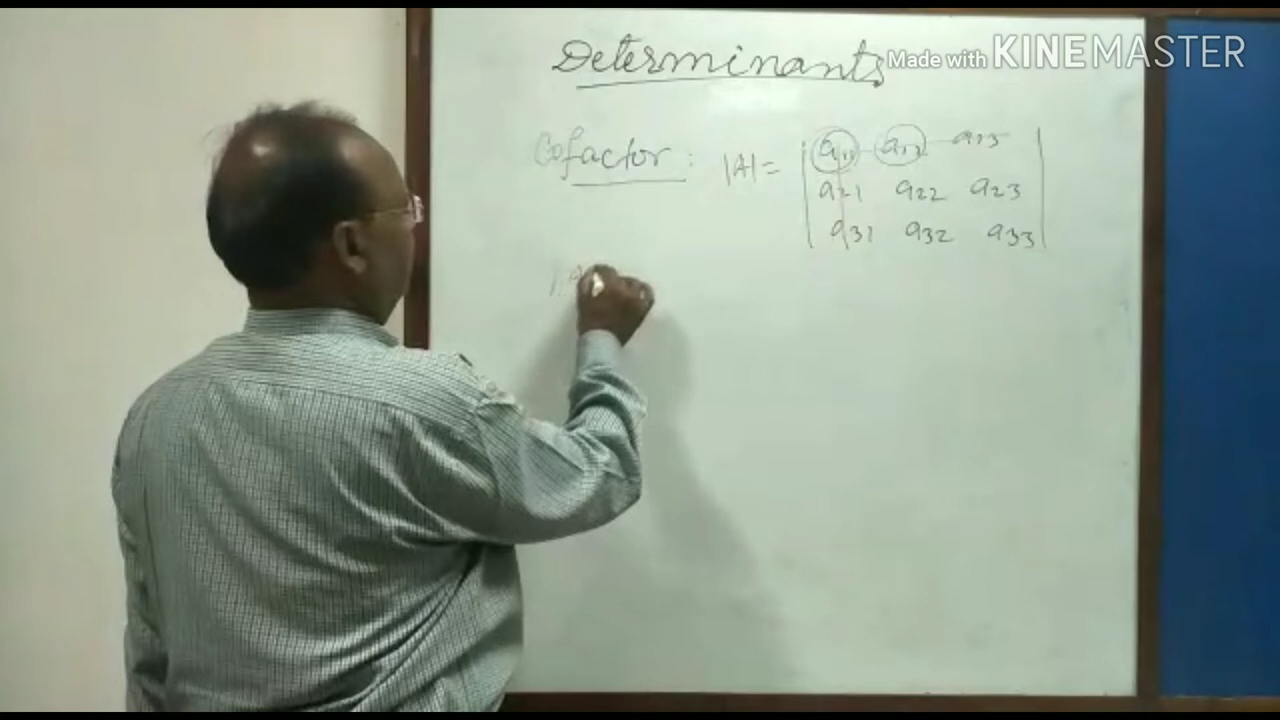 Determinants
Made with KINEMASTER
Cofactor : |A| = | a11 a12 a13 |
a21 a22 a23
a31 a32 a33